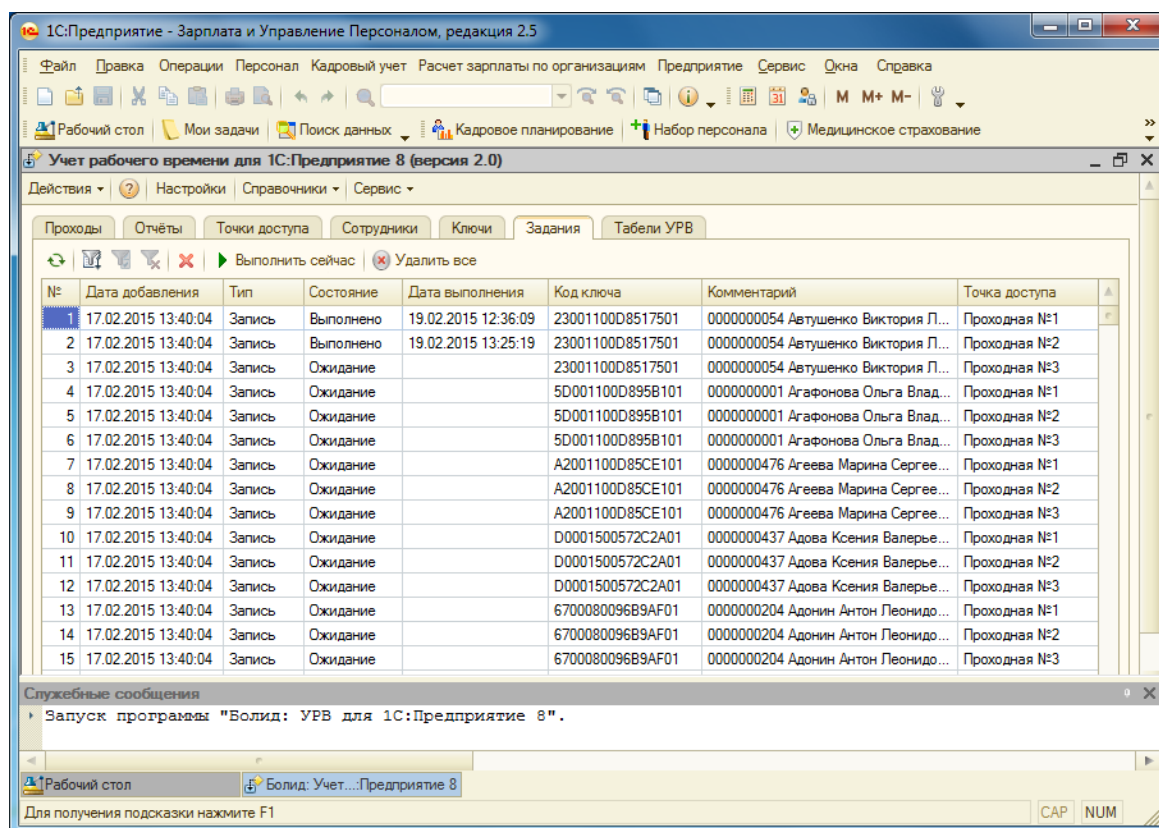 1С:Предприятие - Зарплата и Управление Персоналом, редакция 2.5
Файл Правка Операции Персонал Кадровый учет Расчет зарплаты по организациям Предприятие Сервис Окна Справка
M M+ M-
Рабочий стол Мои задачи Поиск данных Кадровое планирование Набор персонала Медицинское страхование
Учет рабочего времени для 1С:Предприятие 8 (версия 2.0)
Действия Настройки Справочники Сервис
Проходы Отчёты Точки доступа Сотрудники Ключи Задания Табели УРВ
Выполнить сейчас Удалить все
№ Дата добавления Тип Состояние Дата выполнения Код ключа Комментарий Точка доступа
1 17.02.2015 13:40:04 Запись Выполнено 19.02.2015 12:36:09 23001100D8517501 0000000054 Автушенко Виктория Л... Проходная №1
2 17.02.2015 13:40:04 Запись Выполнено 19.02.2015 13:25:19 23001100D8517501 0000000054 Автушенко Виктория Л... Проходная №2
3 17.02.2015 13:40:04 Запись Ожидание 23001100D8517501 0000000054 Автушенко Виктория Л... Проходная №3
4 17.02.2015 13:40:04 Запись Ожидание 5D001100D895B101 0000000001 Агафонова Ольга Влад... Проходная №1
5 17.02.2015 13:40:04 Запись Ожидание 5D001100D895B101 0000000001 Агафонова Ольга Влад... Проходная №2
6 17.02.2015 13:40:04 Запись Ожидание 5D001100D895B101 0000000001 Агафонова Ольга Влад... Проходная №3
7 17.02.2015 13:40:04 Запись Ожидание A2001100D85CE101 0000000476 Агеева Марина Сергее... Проходная №1
8 17.02.2015 13:40:04 Запись Ожидание A2001100D85CE101 0000000476 Агеева Марина Сергее... Проходная №2
9 17.02.2015 13:40:04 Запись Ожидание A2001100D85CE101 0000000476 Агеева Марина Сергее... Проходная №3
10 17.02.2015 13:40:04 Запись Ожидание D0001500572C2A01 0000000437 Адова Ксения Валерье... Проходная №1
11 17.02.2015 13:40:04 Запись Ожидание D0001500572C2A01 0000000437 Адова Ксения Валерье... Проходная №2
12 17.02.2015 13:40:04 Запись Ожидание D0001500572C2A01 0000000437 Адова Ксения Валерье... Проходная №3
13 17.02.2015 13:40:04 Запись Ожидание 6700080096B9AF01 0000000204 Адонин Антон Леонидо... Проходная №1
14 17.02.2015 13:40:04 Запись Ожидание 6700080096B9AF01 0000000204 Адонин Антон Леонидо... Проходная №2
15 17.02.2015 13:40:04 Запись Ожидание 6700080096B9AF01 0000000204 Адонин Антон Леонидо... Проходная №3
Служебные сообщения
Запуск программы "Болид: УРВ для 1С:Предприятие 8".
Рабочий стол Болид: Учет...:Предприятие 8
Для получения подсказки нажмите F1 CAP NUM